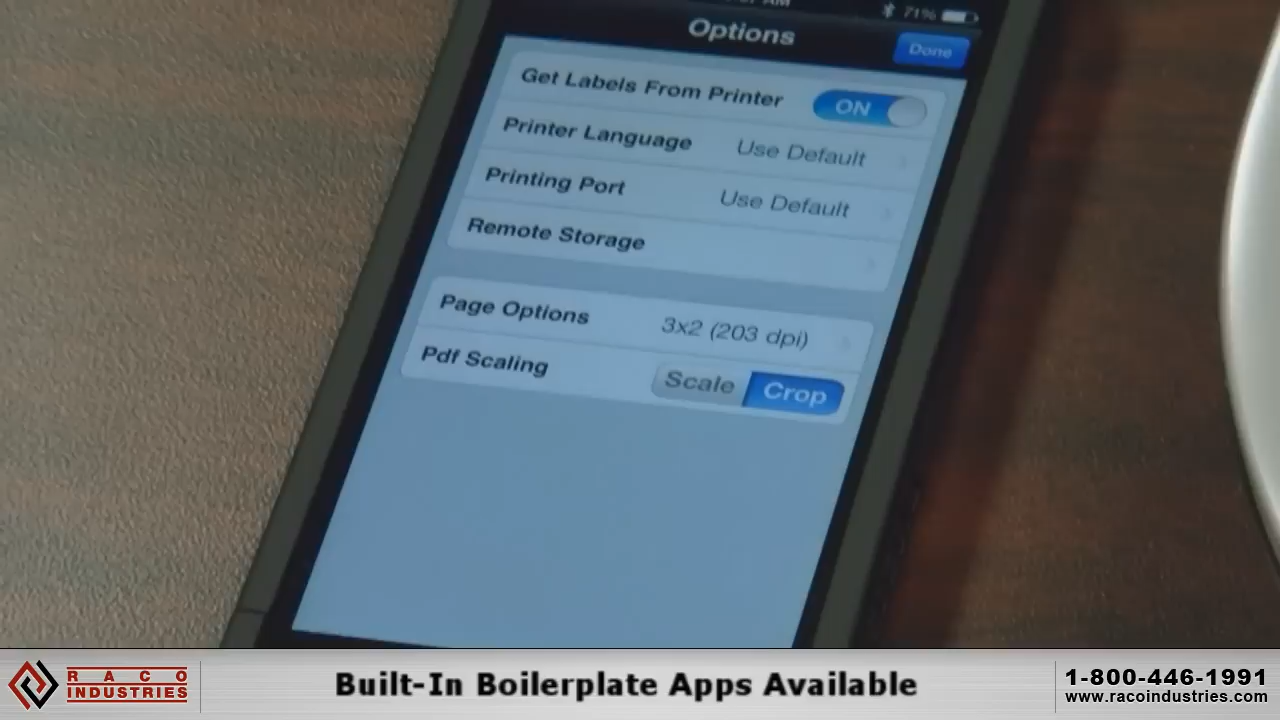 71%
Options
Done
Get Labels From Printer
ON
Printer Language Use Default
Printing Port Use Default
Remote Storage
Page Options 3x2 (203 dpi)
Pdf Scaling Scale Crop
RACO
INDUSTRIES
Built-In Boilerplate Apps Available
1-800-446-1991
www.racoindustries.com